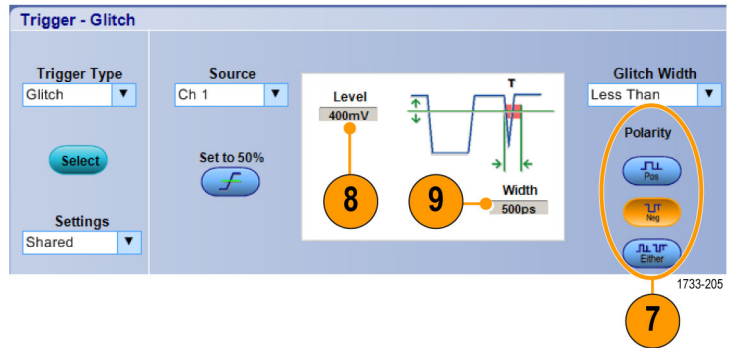 Trigger - Glitch
Trigger Type
Glitch
Select
Settings
Shared
Source
Ch 1
Set to 50%
Level
400mV
8
T
9
Width
500ps
Glitch Width
Less Than
Polarity
Pos
Neg
Either
1733-205
7